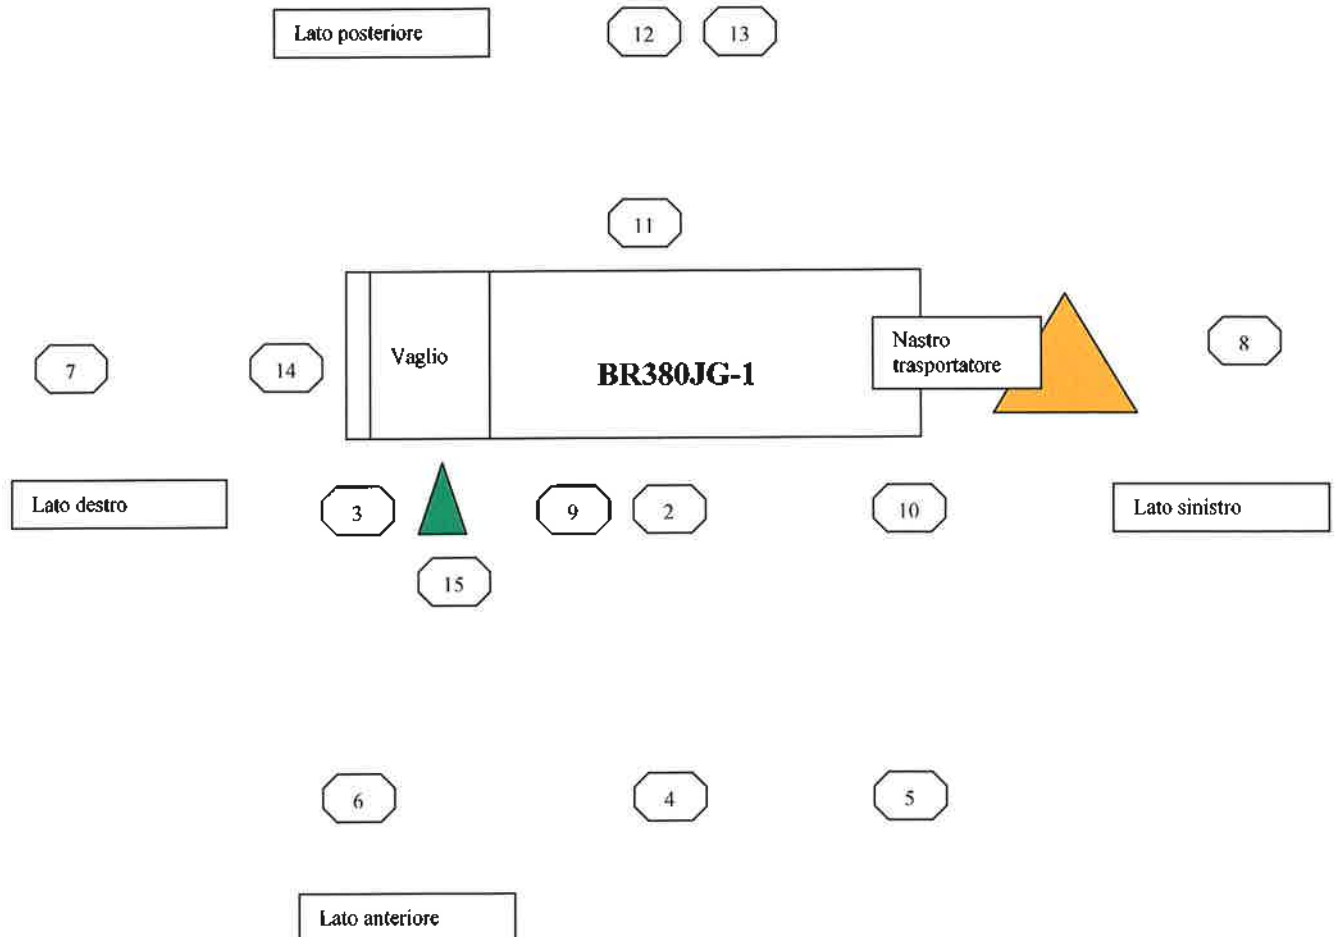 Lato posteriore
12
13
11
7
14
Vaglio
BR380JG-1
Nastro
trasportatore
8
Lato destro
3
9
2
10
Lato sinistro
15
6
4
5
Lato anteriore